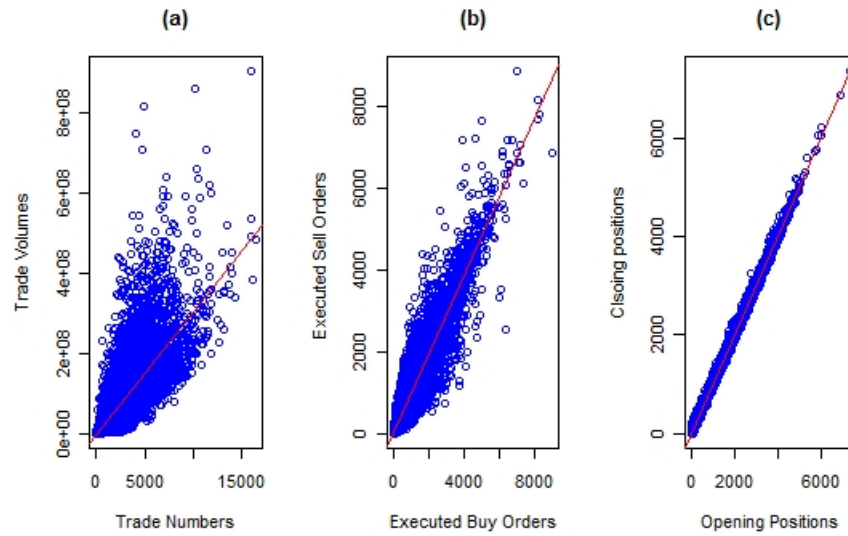 (a)
(b)
(c)
Trade Volumes
0e+00
2e+08
4e+08
6e+08
8e+08
0
5000
15000
Trade Numbers
Executed Sell Orders
0
2000
4000
6000
8000
0
4000
8000
Executed Buy Orders
Clsoing positions
0
2000
4000
6000
0
2000
6000
Opening Positions